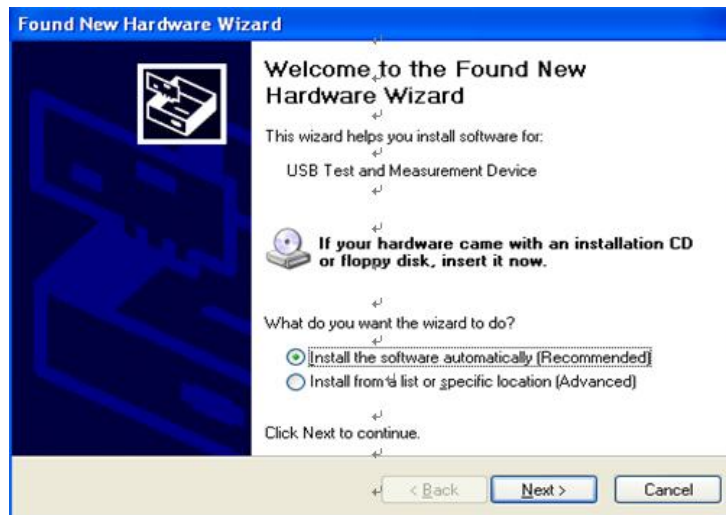 Found New Hardware Wizard
Welcome to the Found New
Hardware Wizard
This wizard helps you install software for:
USB Test and Measurement Device
If your hardware came with an installation CD
or floppy disk, insert it now.
What do you want the wizard to do?
Install the software automatically (Recommended)
Install from a list or specific location (Advanced)
Click Next to continue.
< Back
Next >
Cancel